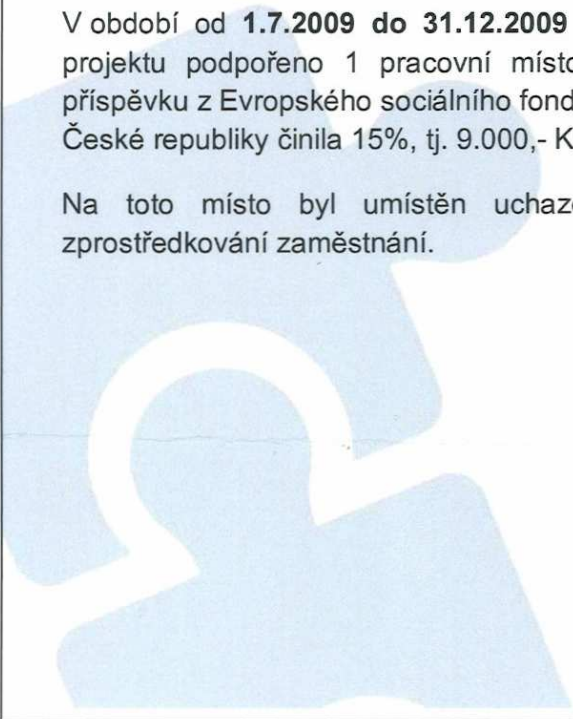 V období od 1.7.2009 do 31.12.2009
projektu podpořeno 1 pracovní místo
příspěvku z Evropského sociálního fond
České republiky činila 15%, tj. 9.000,- K
Na toto místo byl umístěn uchaze
zprostředkování zaměstnání.